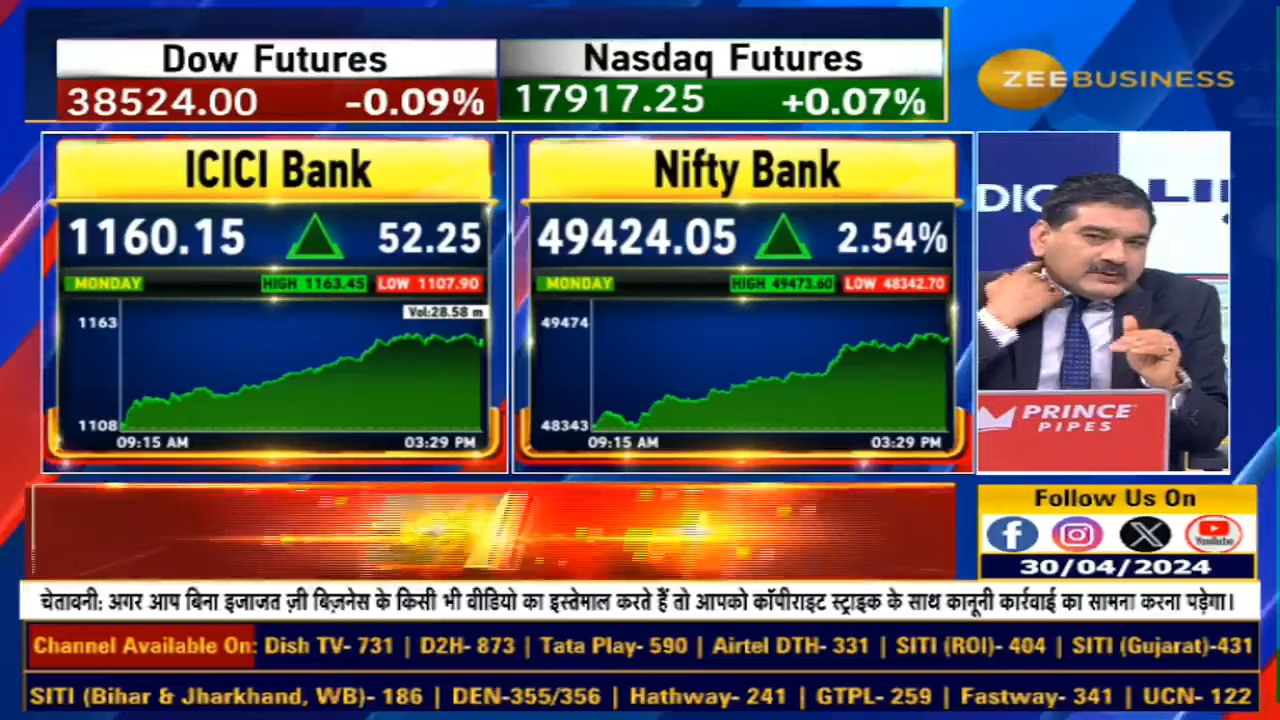 Dow Futures
38524.00 -0.09%
Nasdaq Futures
17917.25 +0.07%
ZEEBUSINESS
ICICI Bank
1160.15 52.25
MONDAY HIGH 1163.45 LOW 1107.90
Vol:28.58 m
1163
1108
09:15 AM 03:29 PM
Nifty Bank
49424.05 2.54%
MONDAY HIGH 49473.60 LOW 48342.70
49474
48343
09:15 AM 03:29 PM
PRINCE
PIPES
Follow Us On
YouTube
30/04/2024
चेतावनी: अगर आप बिना इजाजत ज़ी बिज़नेस के किसी भी वीडियो का इस्तेमाल करते हैं तो आपको कॉपीराइट स्ट्राइक के साथ कानूनी कार्रवाई का सामना करना पड़ेगा।
Channel Available On: Dish TV- 731 | D2H- 873 | Tata Play- 590 | Airtel DTH- 331 | SITI (ROI)- 404 | SITI (Gujarat)-431
SITI (Bihar & Jharkhand, WB)- 186 | DEN-355/356 | Hathway- 241 | GTPL- 259 | Fastway- 341 | UCN- 122